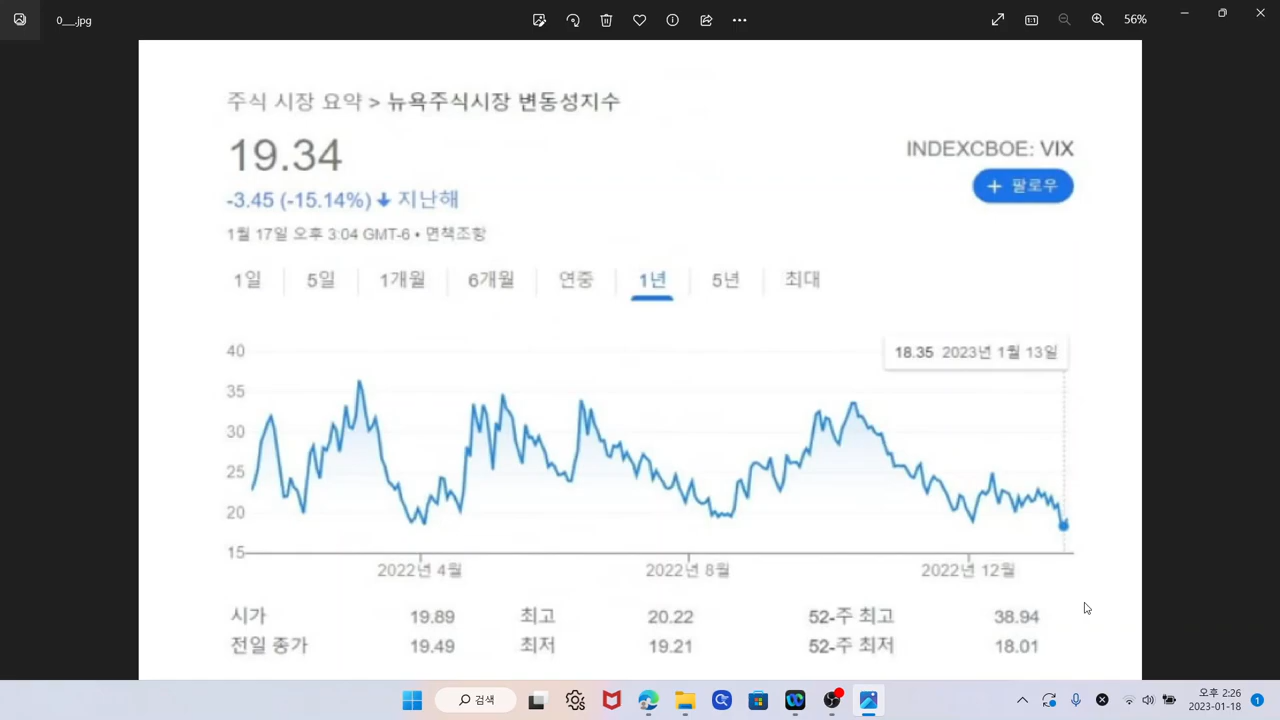 0__.jpg
56%
주식 시장 요약 > 뉴욕주식시장 변동성지수
19.34
INDEXCBOE: VIX
-3.45 (-15.14%) ↓ 지난해
+ 팔로우
1월 17일 오후 3:04 GMT-6 • 면책조항
1일 5일 1개월 6개월 연중 1년 5년 최대
18.35 2023년 1월 13일
40
35
30
25
20
15
2022년 4월 2022년 8월 2022년 12월
시가 19.89 최고 20.22 52-주 최고 38.94
전일 종가 19.49 최저 19.21 52-주 최저 18.01
검색
오후 2:26
2023-01-18
1